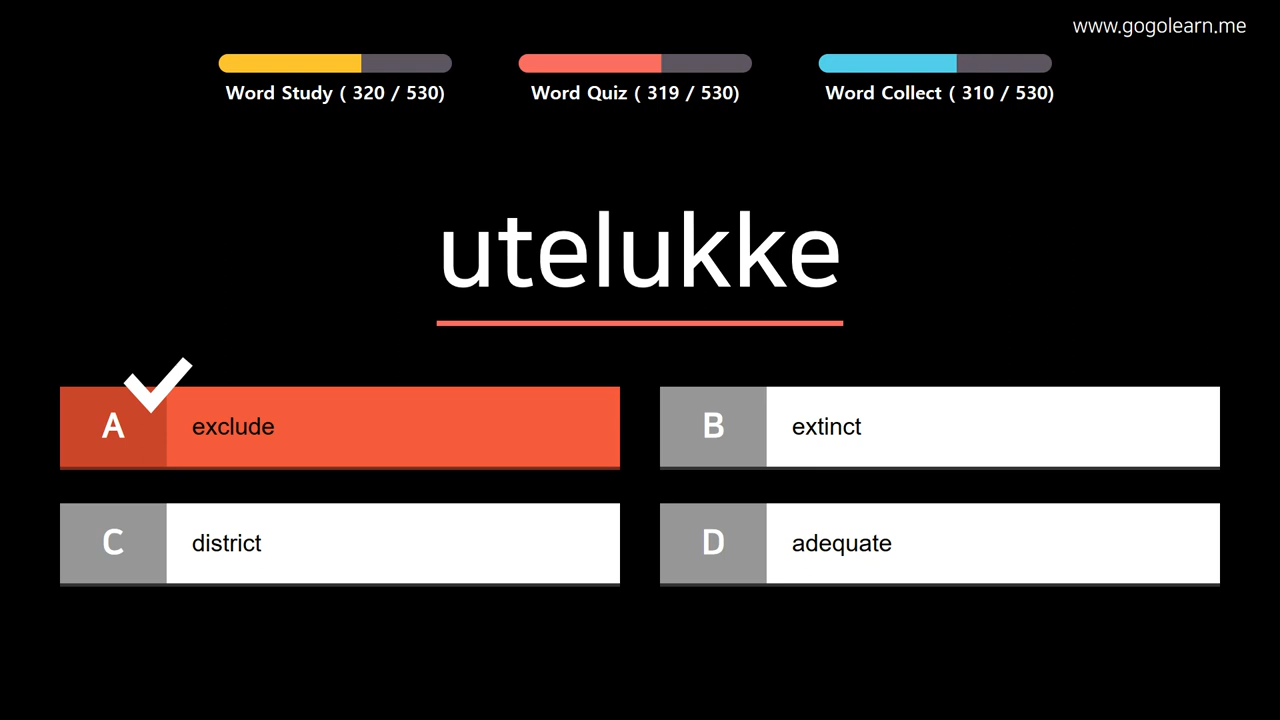 www.gogolearn.me
Word Study ( 320 / 530)
Word Quiz ( 319 / 530)
Word Collect ( 310 / 530)
utelukke
A exclude
B extinct
C district
D adequate